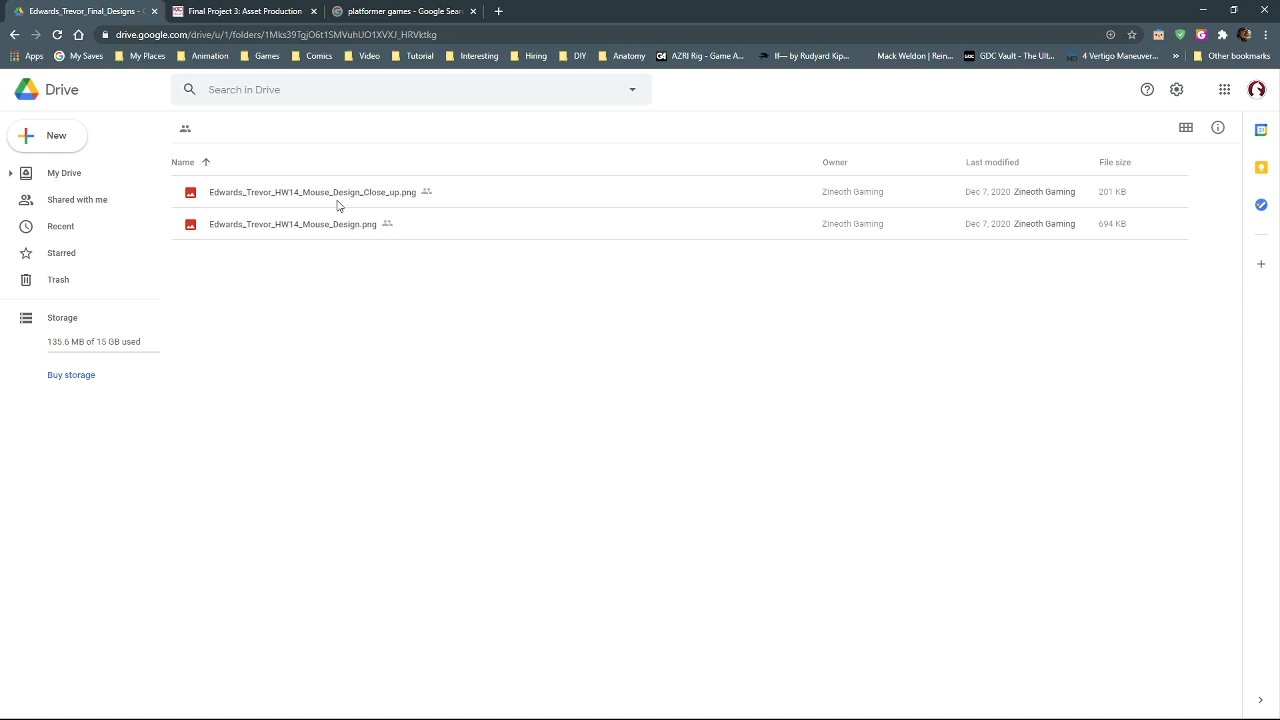 Edwards_Trevor_Final_Designs - G
Final Project 3: Asset Production
platformer games - Google Sear
drive.google.com/drive/u/1/folders/1Mks39TgjO6t1SMVuhUO1XVXJ_HRVktkg
Apps
My Saves
My Places
Animation
Games
Comics
Video
Tutorial
Interesting
Hiring
DIY
Anatomy
AZRI Rig - Game A...
If— by Rudyard Kip...
Mack Weldon | Rein...
GDC Vault - The Ult...
4 Vertigo Maneuver...
»
Other bookmarks
Drive
Search in Drive
New
Name
Owner
Last modified
File size
My Drive
Edwards_Trevor_HW14_Mouse_Design_Close_up.png
Zineoth Gaming
Dec 7, 2020 Zineoth Gaming
201 KB
Shared with me
Edwards_Trevor_HW14_Mouse_Design.png
Zineoth Gaming
Dec 7, 2020 Zineoth Gaming
694 KB
Recent
Starred
Trash
Storage
135.6 MB of 15 GB used
Buy storage